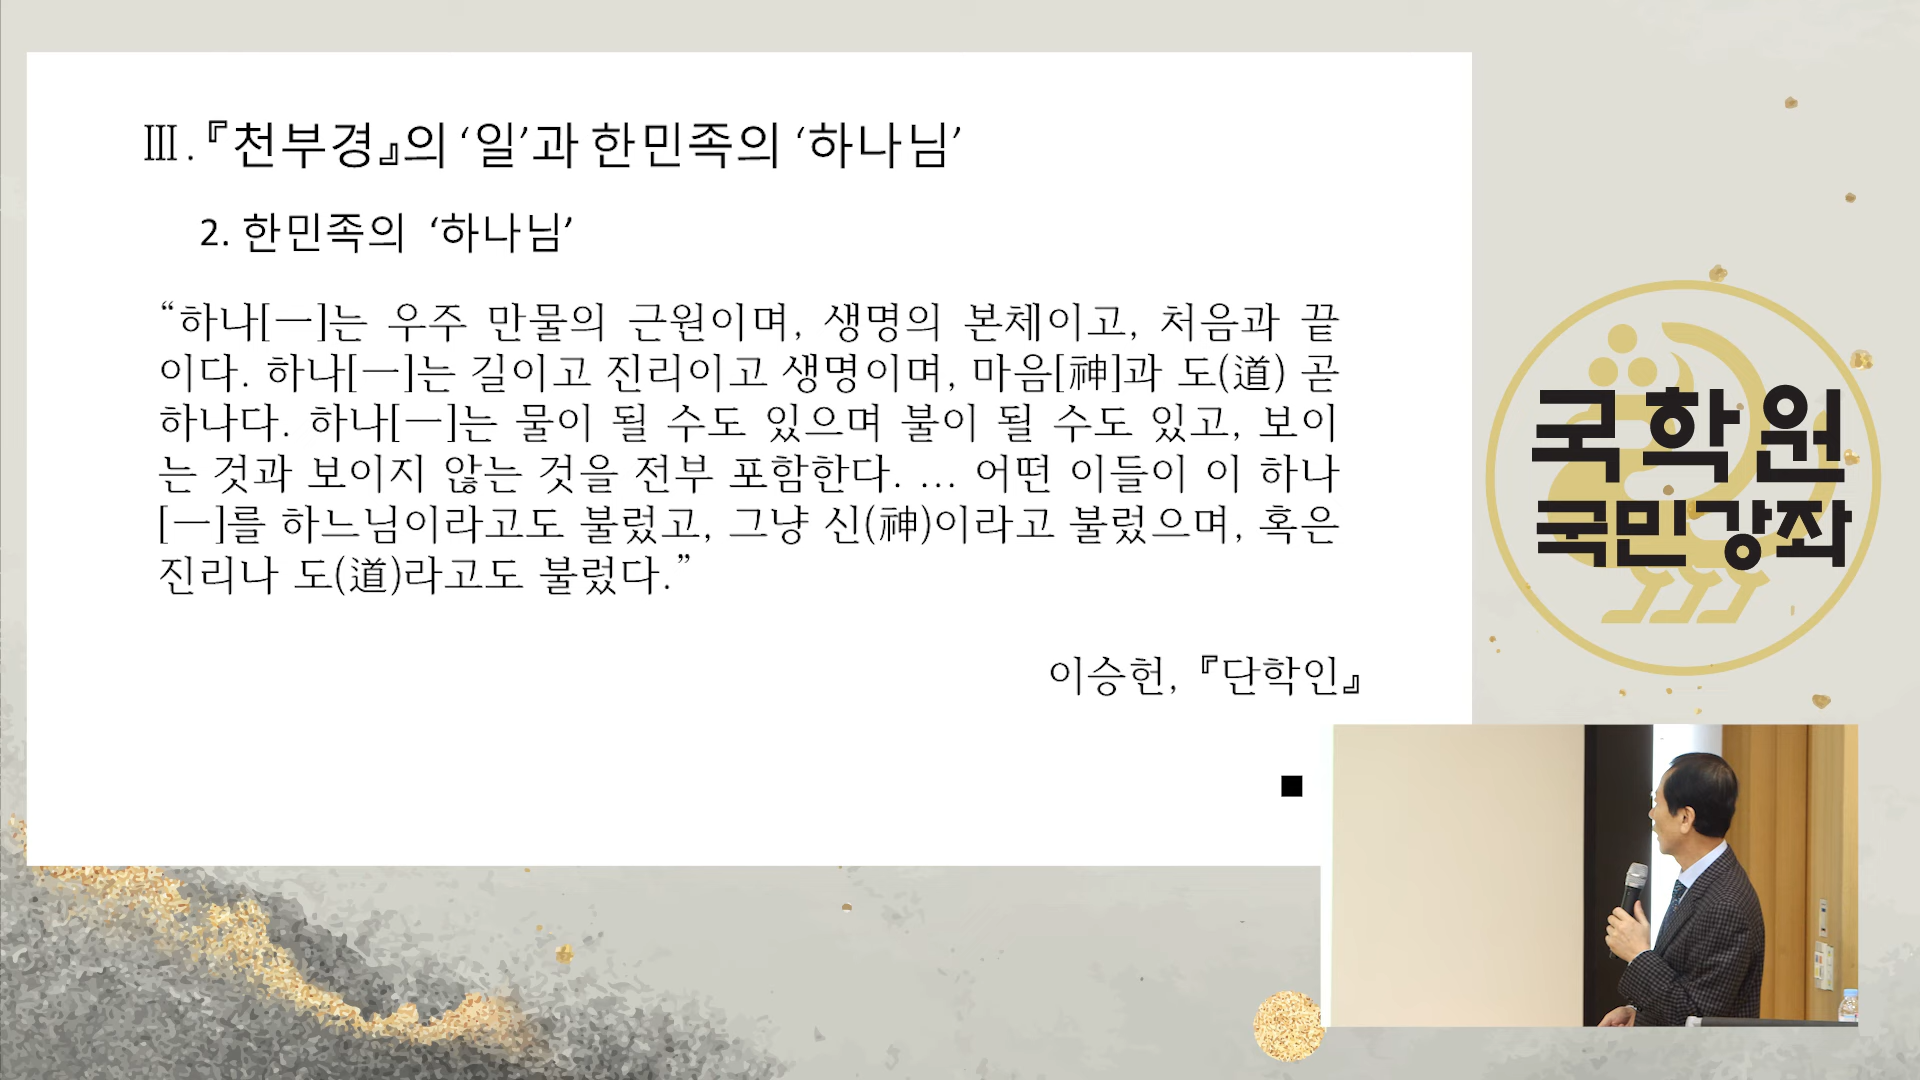 Ⅲ. 『천부경』의 ‘일’과 한민족의 ‘하나님’
2. 한민족의 ‘하나님’
“하나[一]는 우주 만물의 근원이며, 생명의 본체이고, 처음과 끝
이다. 하나[一]는 길이고 진리이고 생명이며, 마음[神]과 도(道) 곧
하나다. 하나[一]는 물이 될 수도 있으며 불이 될 수도 있고, 보이
는 것과 보이지 않는 것을 전부 포함한다. … 어떤 이들이 이 하나
[一]를 하느님이라고도 불렀고, 그냥 신(神)이라고 불렀으며, 혹은
진리나 도(道)라고도 불렀다.”
이승헌, 『단학인』
국학원
국민강좌